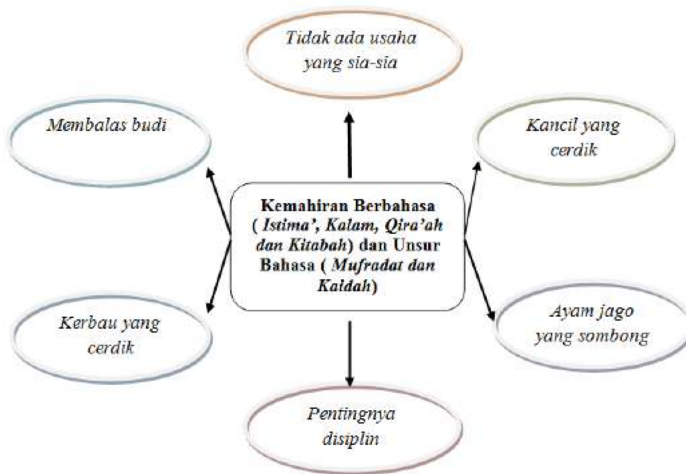 Tidak ada usaha
yang sia-sia
Membalas budi
Kancil yang
cerdik
Kemahiran Berbahasa
( Istima', Kalam, Qira'ah
dan Kitabah) dan Unsur
Bahasa ( Mufradat dan
Kaidah)
Kerbau yang
cerdik
Ayam jago
yang sombong
Pentingnya
disiplin